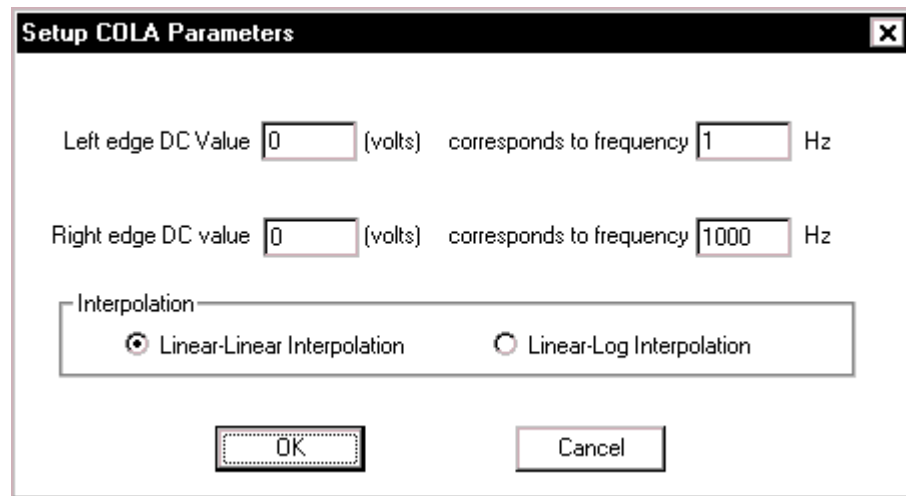 Setup COLA Parameters
Left edge DC Value 0 (volts) corresponds to frequency 1 Hz
Right edge DC value 0 (volts) corresponds to frequency 1000 Hz
Interpolation
Linear-Linear Interpolation Linear-Log Interpolation
OK Cancel